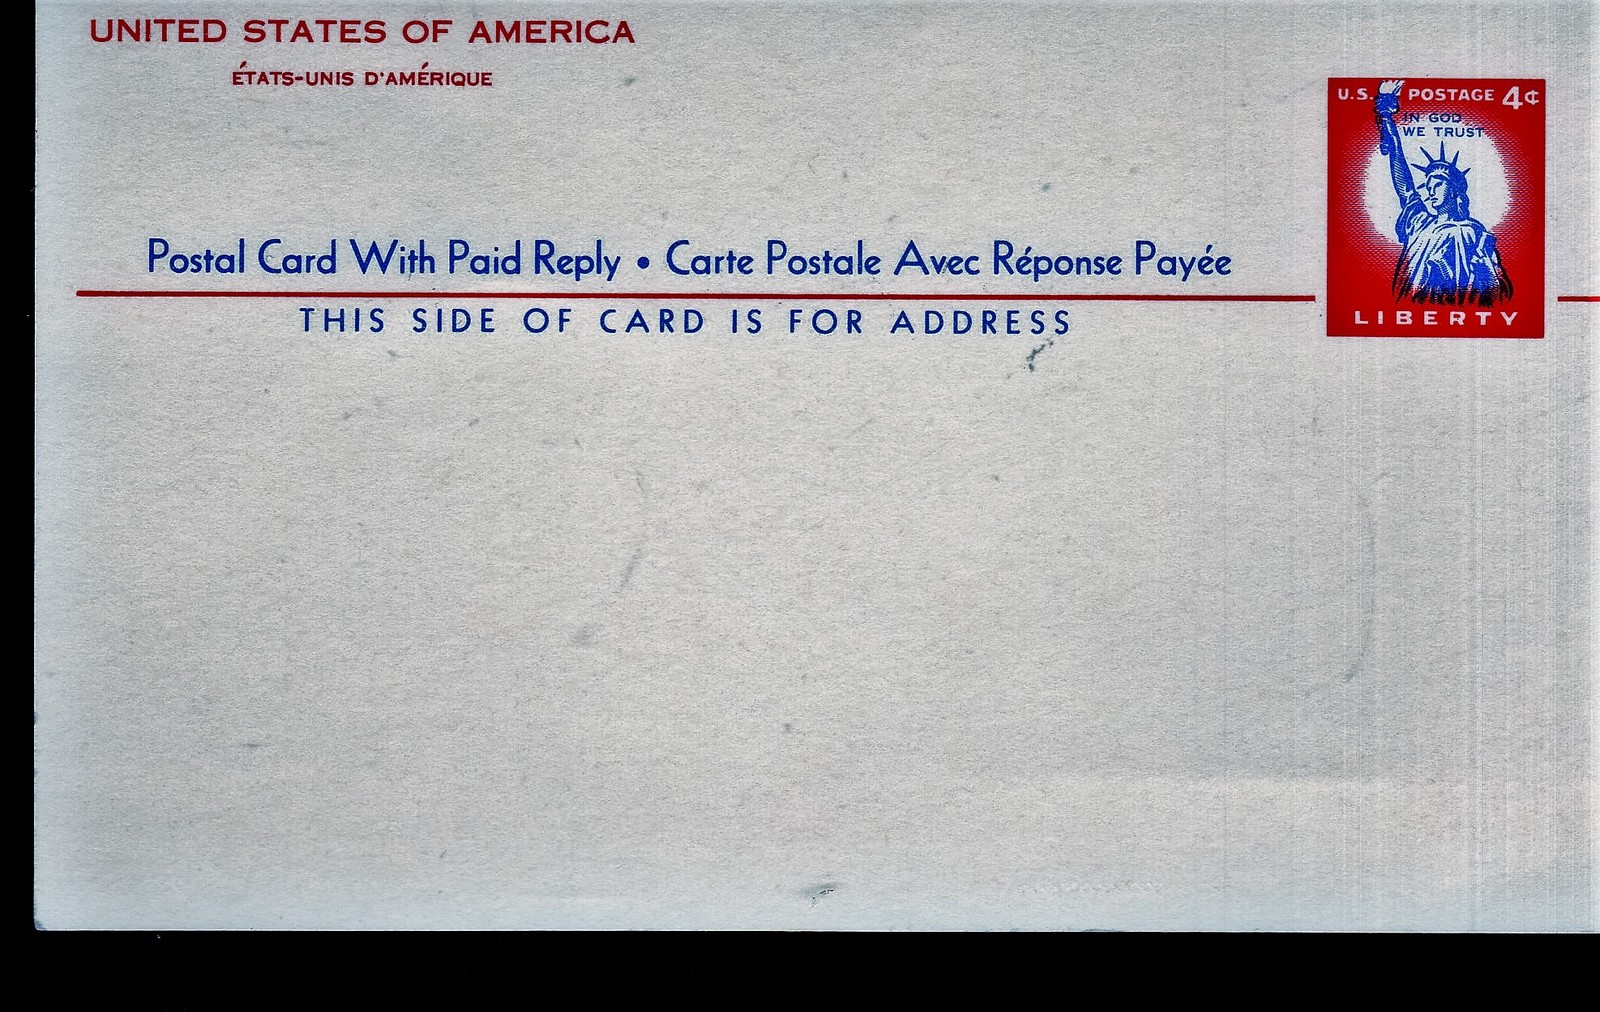 UNITED STATES OF AMERICA
ÉTATS-UNIS D'AMÉRIQUE
U.S. POSTAGE 4¢
IN GOD
WE TRUST
Postal Card With Paid Reply • Carte Postale Avec Réponse Payée
THIS SIDE OF CARD IS FOR ADDRESS
LIBERTY